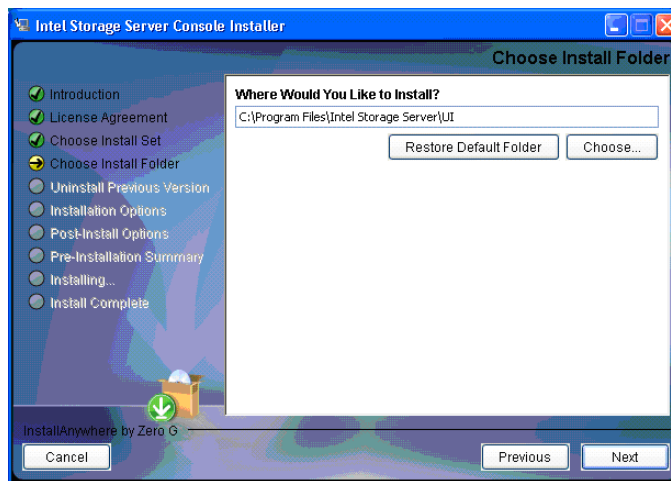 Intel Storage Server Console Installer
Choose Install Folder
Introduction
License Agreement
Choose Install Set
Choose Install Folder
Uninstall Previous Version
Installation Options
Post-Install Options
Pre-Installation Summary
Installing...
Install Complete
Where Would You Like to Install?
C:\Program Files\Intel Storage Server\UI
Restore Default Folder
Choose...
InstallAnywhere by Zero G
Cancel
Previous
Next